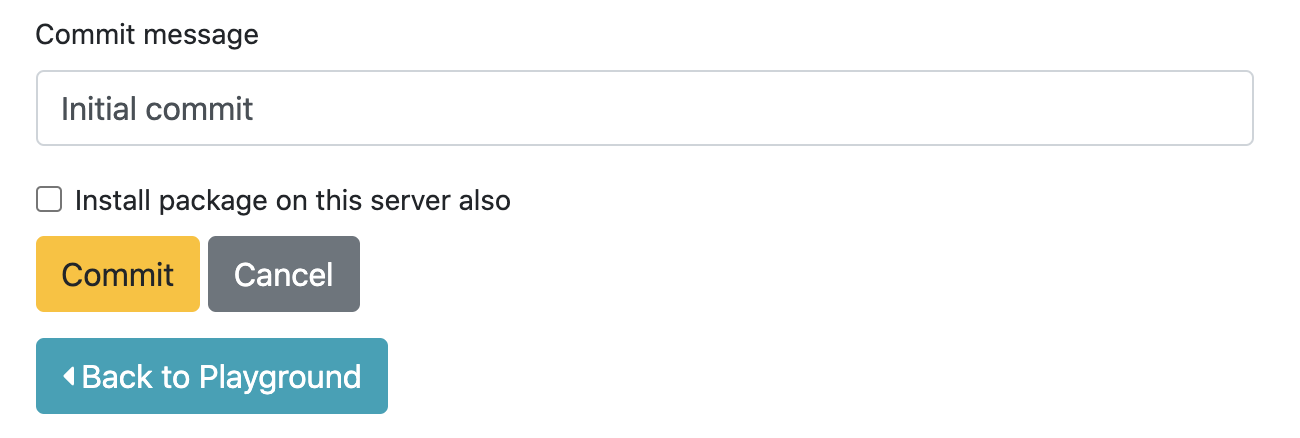 Commit message
Initial commit
Install package on this server also
Commit Cancel
Back to Playground